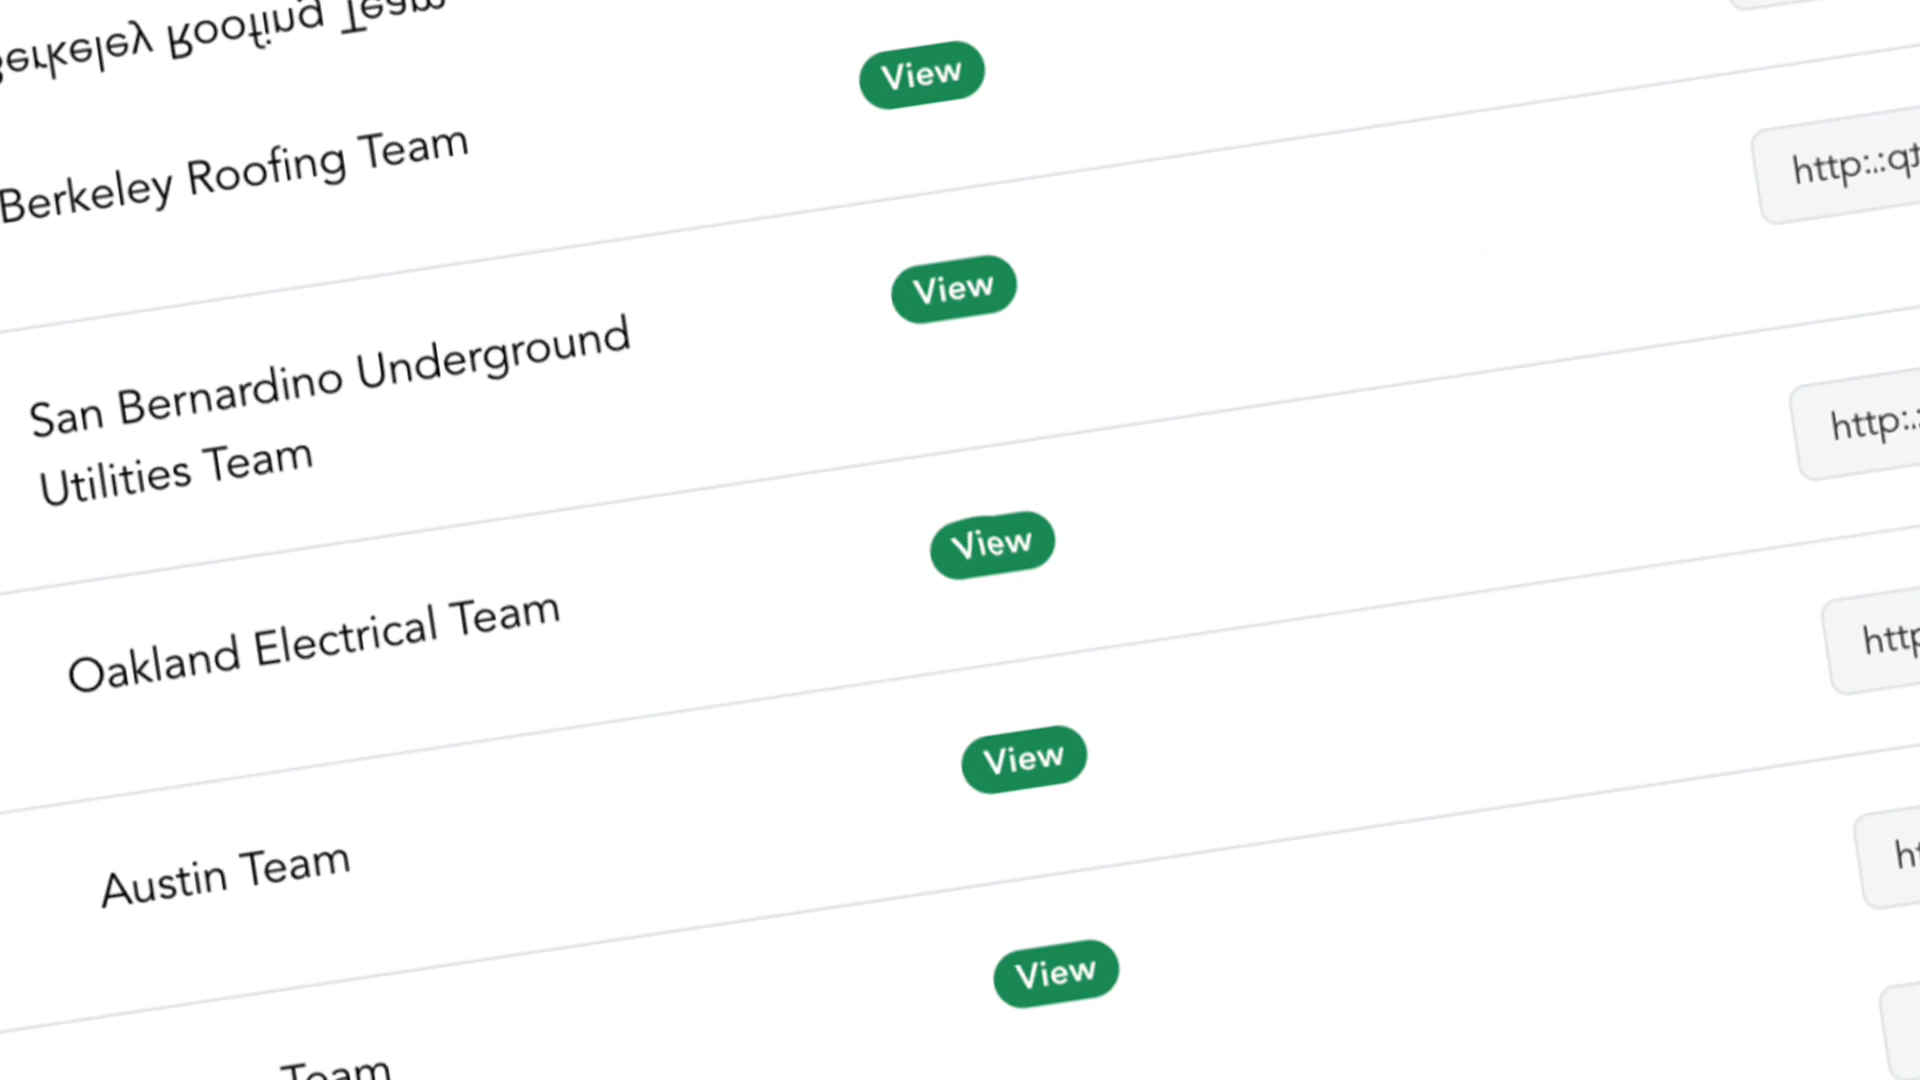 Berkeley Roofing Team
View
Berkeley Roofing Team
View
San Bernardino Underground
Utilities Team
View
Oakland Electrical Team
View
Austin Team
View
Team
http:.:
http:.:
http